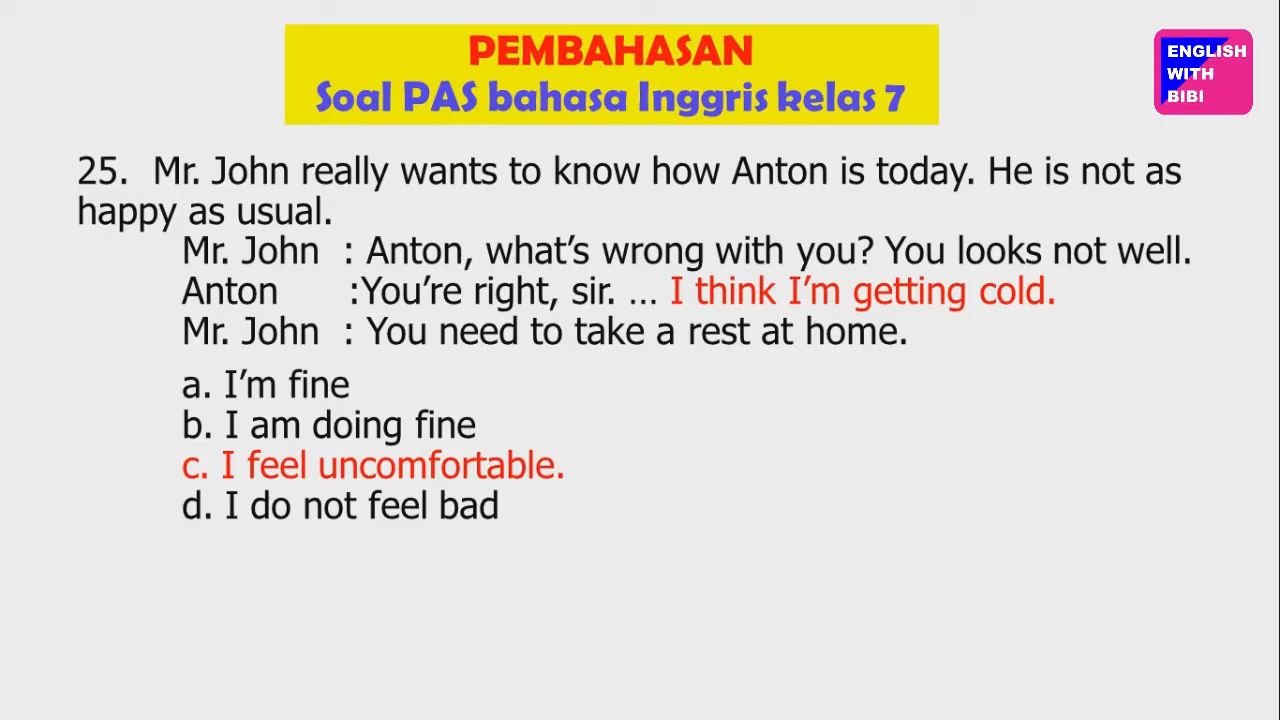 PEMBAHASAN
Soal PAS bahasa Inggris kelas 7
ENGLISH
WITH
BIBI
25. Mr. John really wants to know how Anton is today. He is not as
happy as usual.
Mr. John : Anton, what's wrong with you? You looks not well.
Anton :You're right, sir. ... I think I'm getting cold.
Mr. John : You need to take a rest at home.
a. I'm fine
b. I am doing fine
c. I feel uncomfortable.
d. I do not feel bad